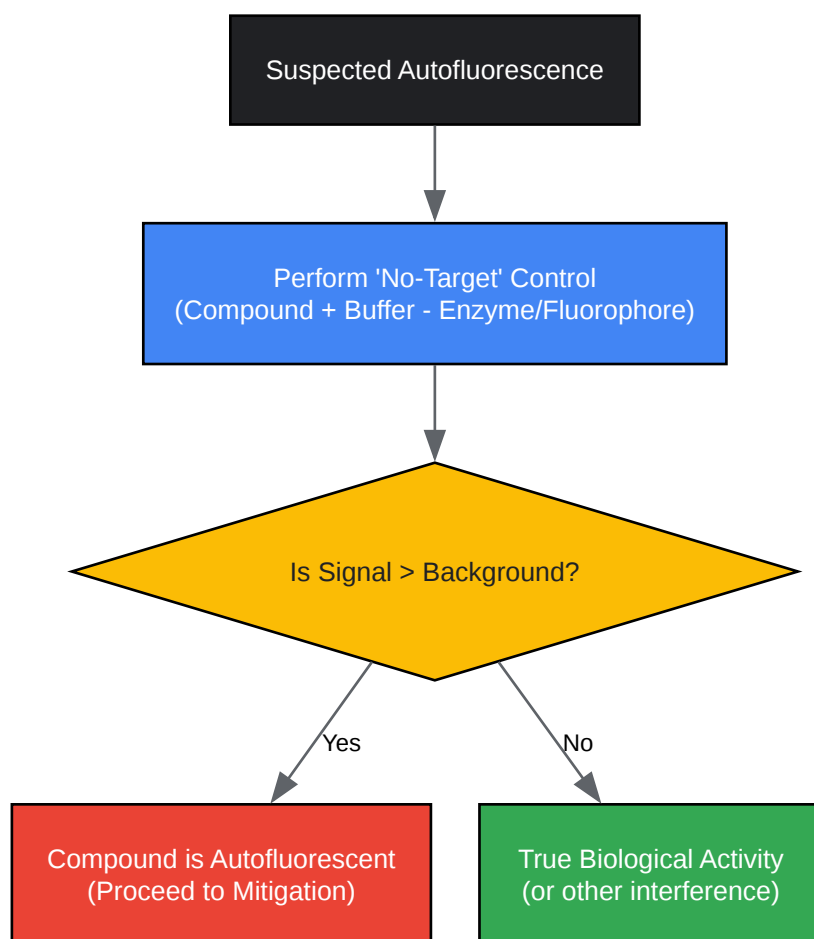 Suspected Autofluorescence
Perform 'No-Target' Control
(Compound + Buffer - Enzyme/Fluorophore)
Is Signal > Background?
Yes
No
Compound is Autofluorescent
(Proceed to Mitigation)
True Biological Activity
(or other interference)